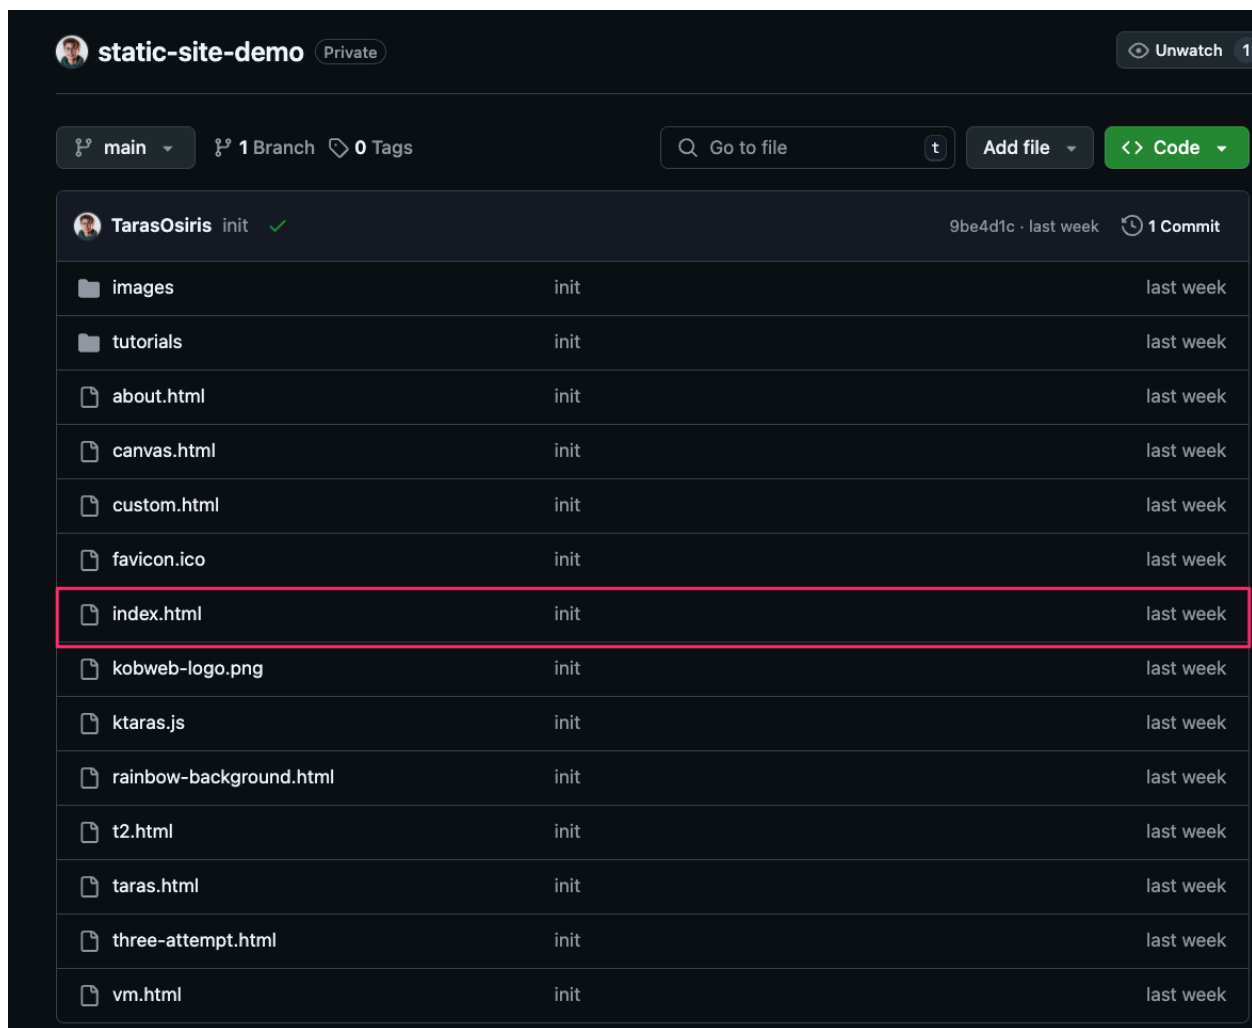 static-site-demo Private Unwatch 1
main 1 Branch 0 Tags Go to file t Add file <> Code
TarasOsiris init 9be4d1c · last week 1 Commit
images init last week
tutorials init last week
about.html init last week
canvas.html init last week
custom.html init last week
favicon.ico init last week
index.html init last week
kobweb-logo.png init last week
ktaras.js init last week
rainbow-background.html init last week
t2.html init last week
taras.html init last week
three-attempt.html init last week
vm.html init last week